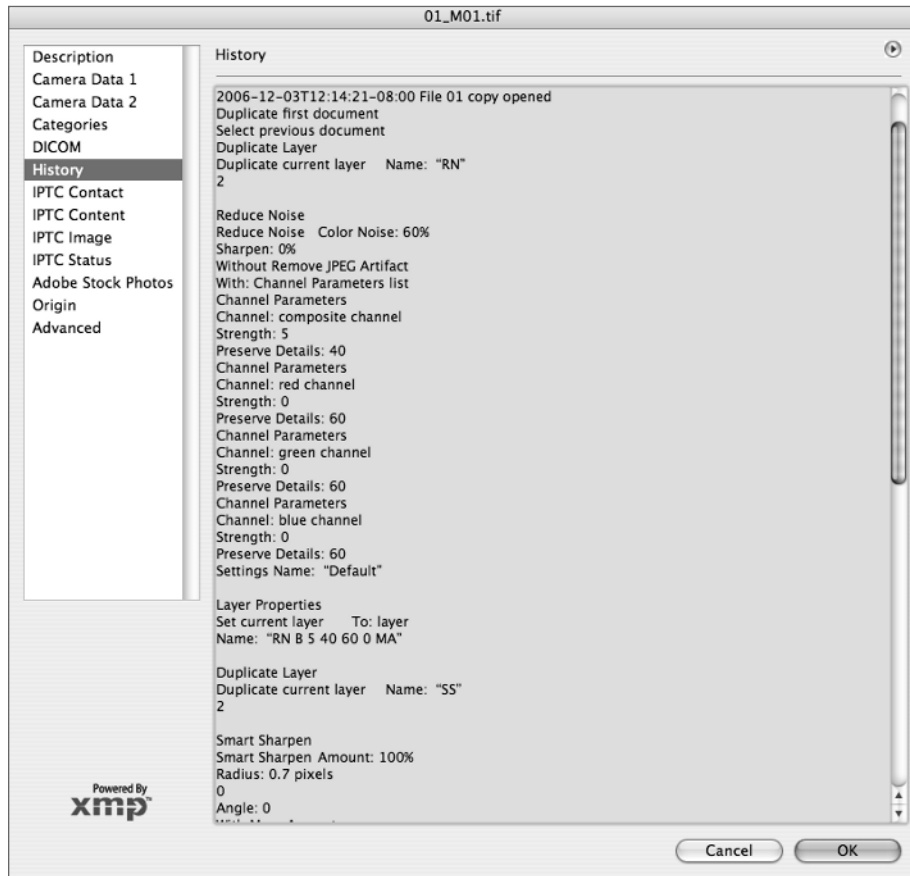 01_M01.tif
Description
Camera Data 1
Camera Data 2
Categories
DICOM
History
IPTC Contact
IPTC Content
IPTC Image
IPTC Status
Adobe Stock Photos
Origin
Advanced
Powered By
xmp™
History
2006-12-03T12:14:21-08:00 File 01 copy opened
Duplicate first document
Select previous document
Duplicate Layer
Duplicate current layer Name: “RN”
2
Reduce Noise
Reduce Noise Color Noise: 60%
Sharpen: 0%
Without Remove JPEG Artifact
With: Channel Parameters list
Channel Parameters
Channel: composite channel
Strength: 5
Preserve Details: 40
Channel Parameters
Channel: red channel
Strength: 0
Preserve Details: 60
Channel Parameters
Channel: green channel
Strength: 0
Preserve Details: 60
Channel Parameters
Channel: blue channel
Strength: 0
Preserve Details: 60
Settings Name: “Default”
Layer Properties
Set current layer To: layer
Name: “RN B 5 40 60 0 MA”
Duplicate Layer
Duplicate current layer Name: “SS”
2
Smart Sharpen
Smart Sharpen Amount: 100%
Radius: 0.7 pixels
0
Angle: 0
Cancel
OK